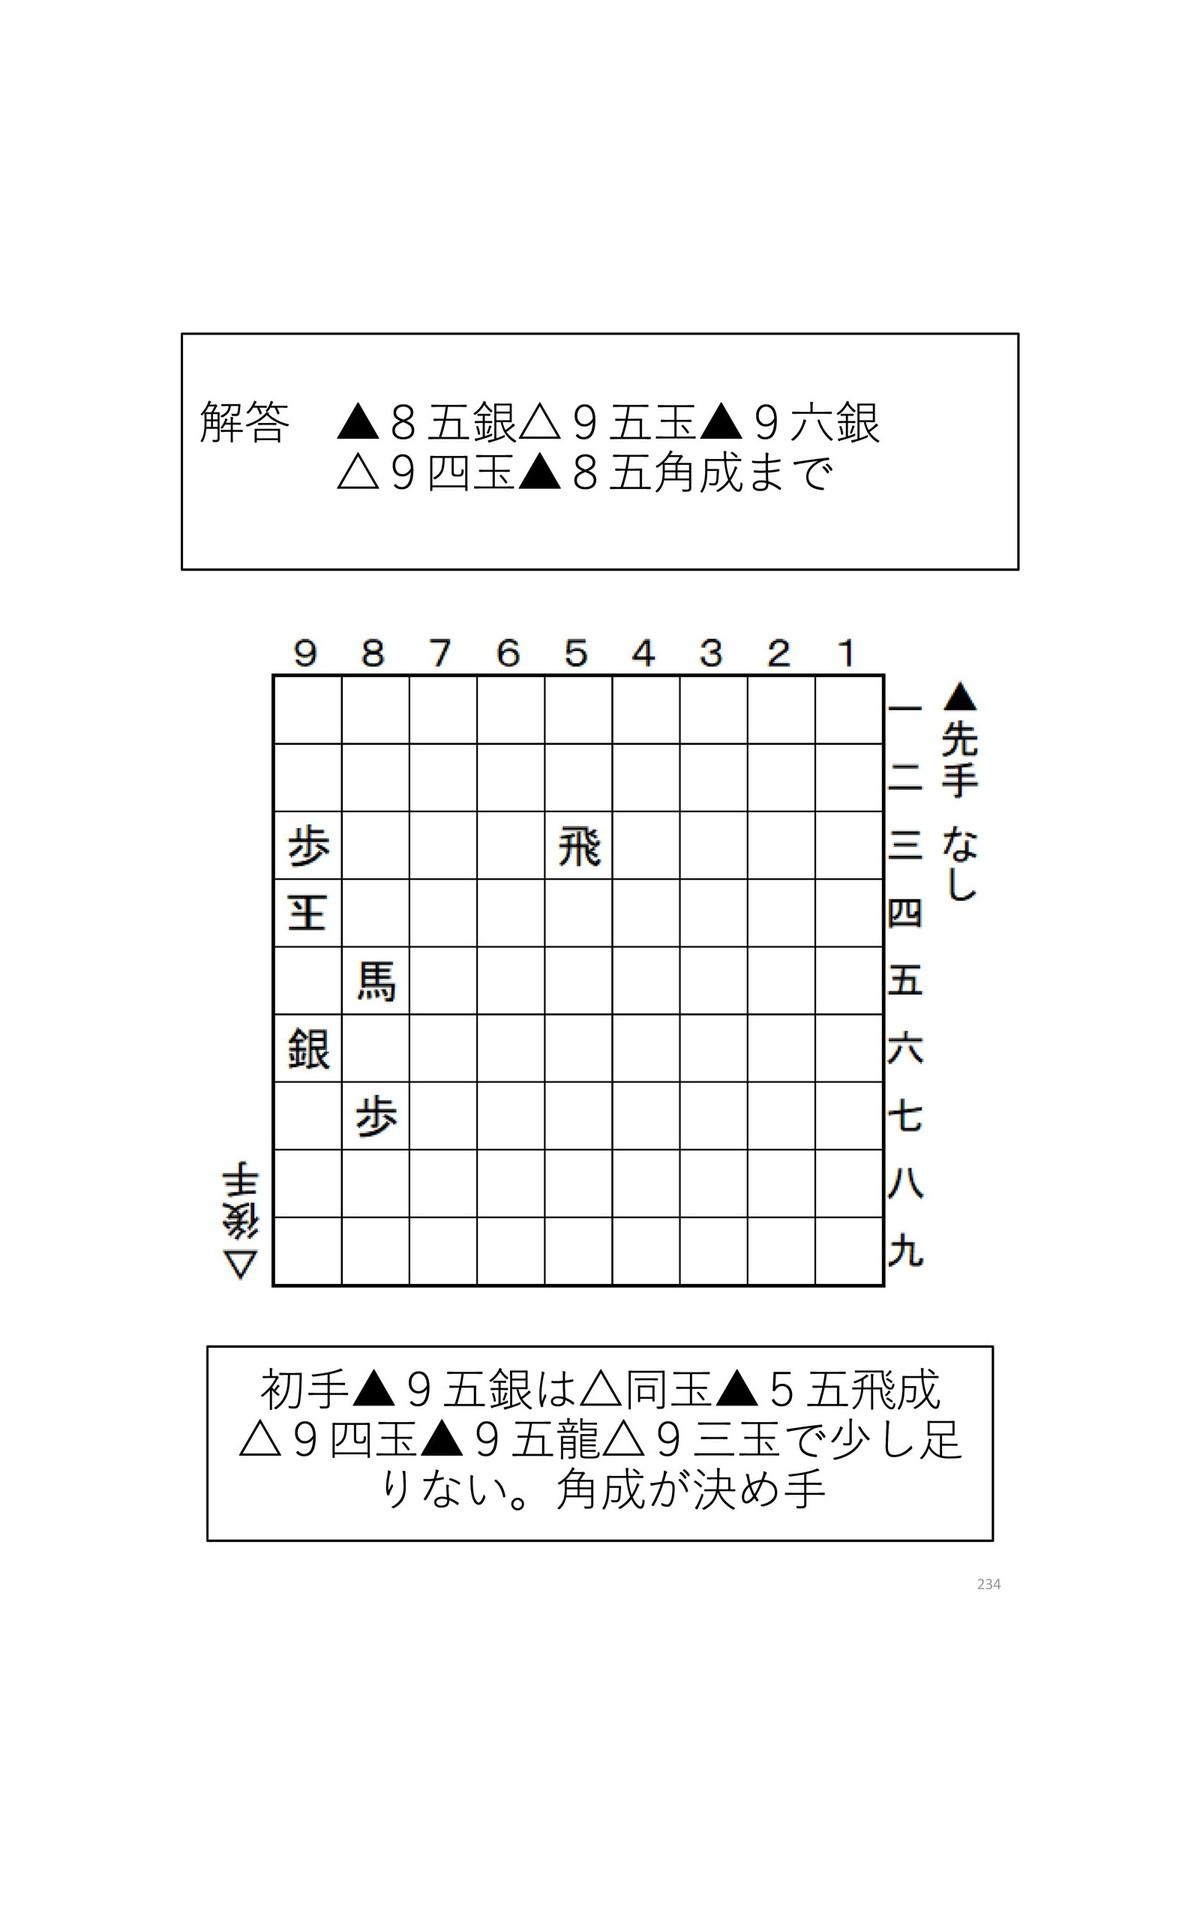 解答　▲８五銀△９五玉▲９六銀
△９四玉▲８五角成まで
9 8 7 6 5 4 3 2 1
一
二
歩 飛 三
王 四
馬 五
銀 六
歩 七
八
九
▲先手 なし
△後手
初手▲９五銀は△同玉▲５五飛成
△９四玉▲９五龍△９三玉で少し足
りない。角成が決め手
234